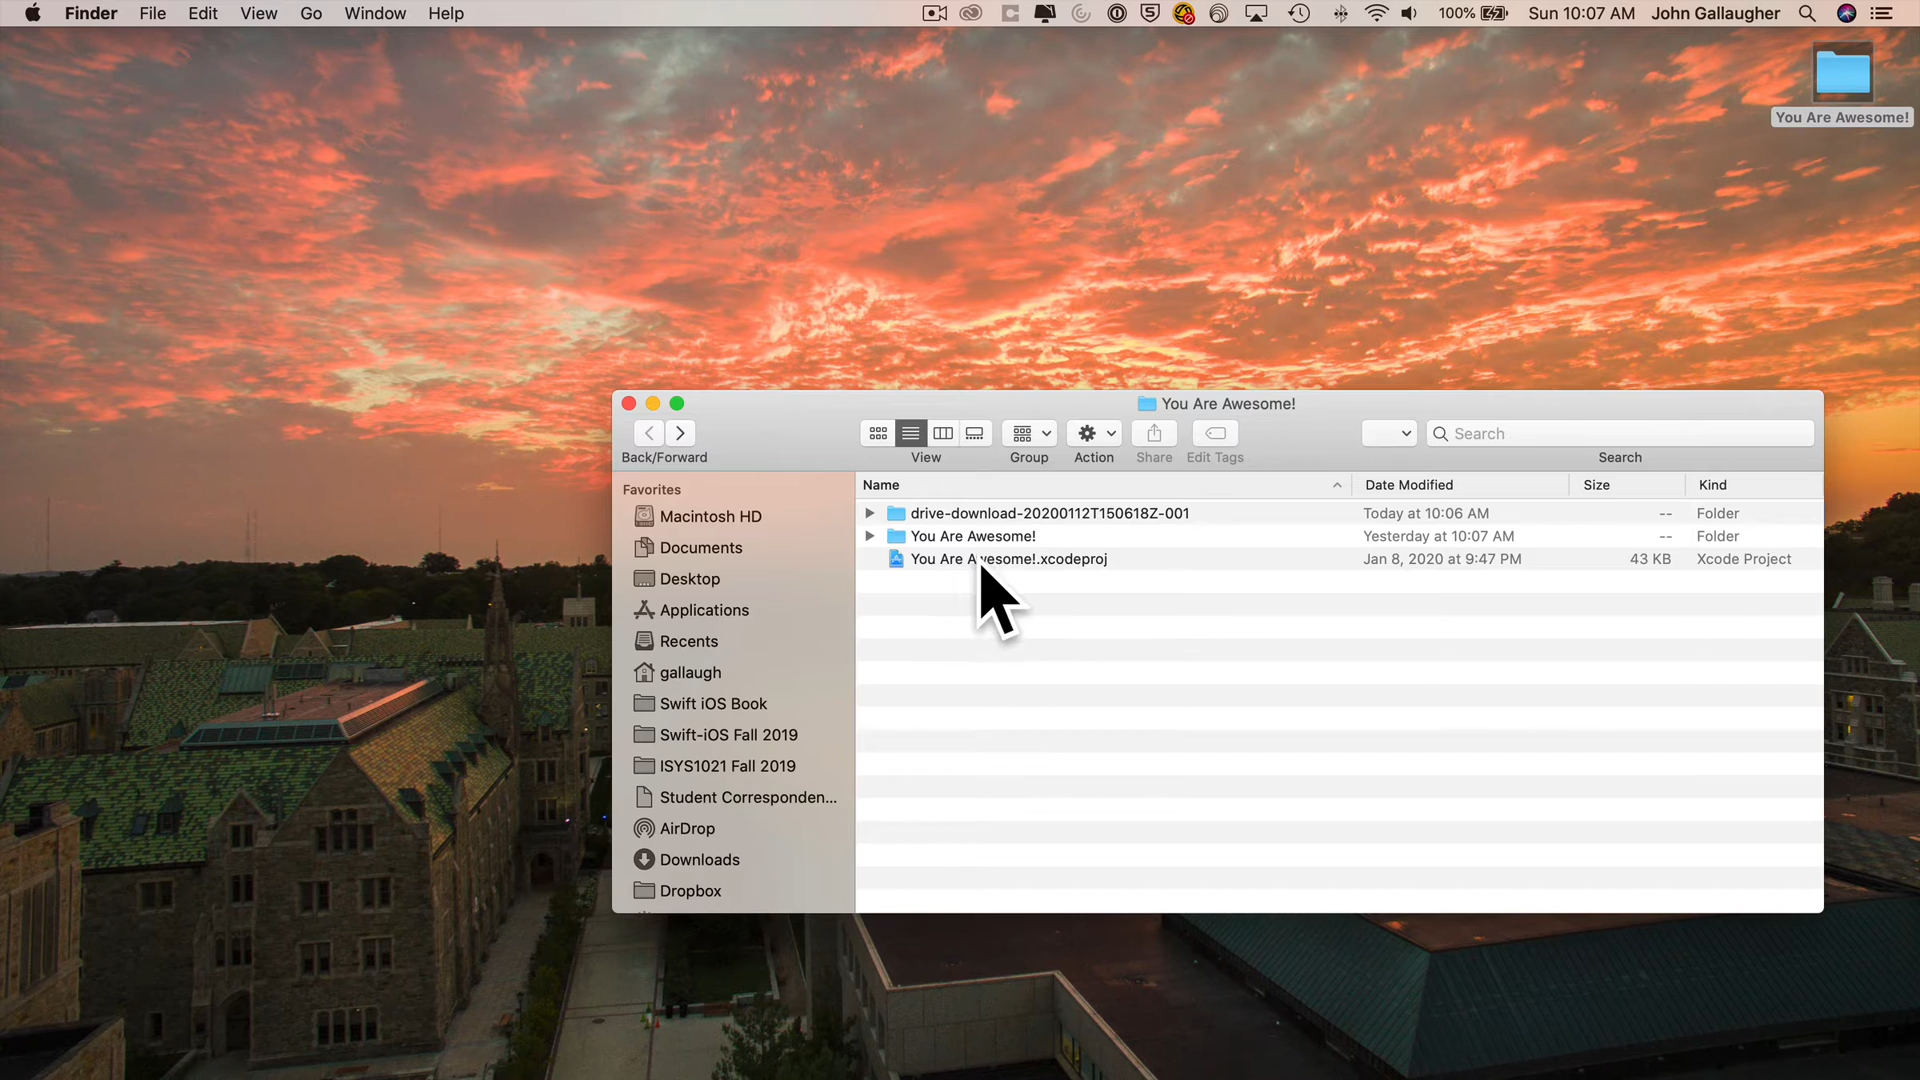 Finder File Edit View Go Window Help 100% Sun 10:07 AM John Gallaugher
You Are Awesome!
You Are Awesome!
Search
Back/Forward View Group Action Share Edit Tags Search
Favorites
Macintosh HD
Documents
Desktop
Applications
Recents
gallaugh
Swift iOS Book
Swift-iOS Fall 2019
ISYS1021 Fall 2019
Student Corresponden...
AirDrop
Downloads
Dropbox
Name Date Modified Size Kind
drive-download-20200112T150618Z-001 Today at 10:06 AM -- Folder
You Are Awesome! Yesterday at 10:07 AM -- Folder
You Are Awesome!.xcodeproj Jan 8, 2020 at 9:47 PM 43 KB Xcode Project